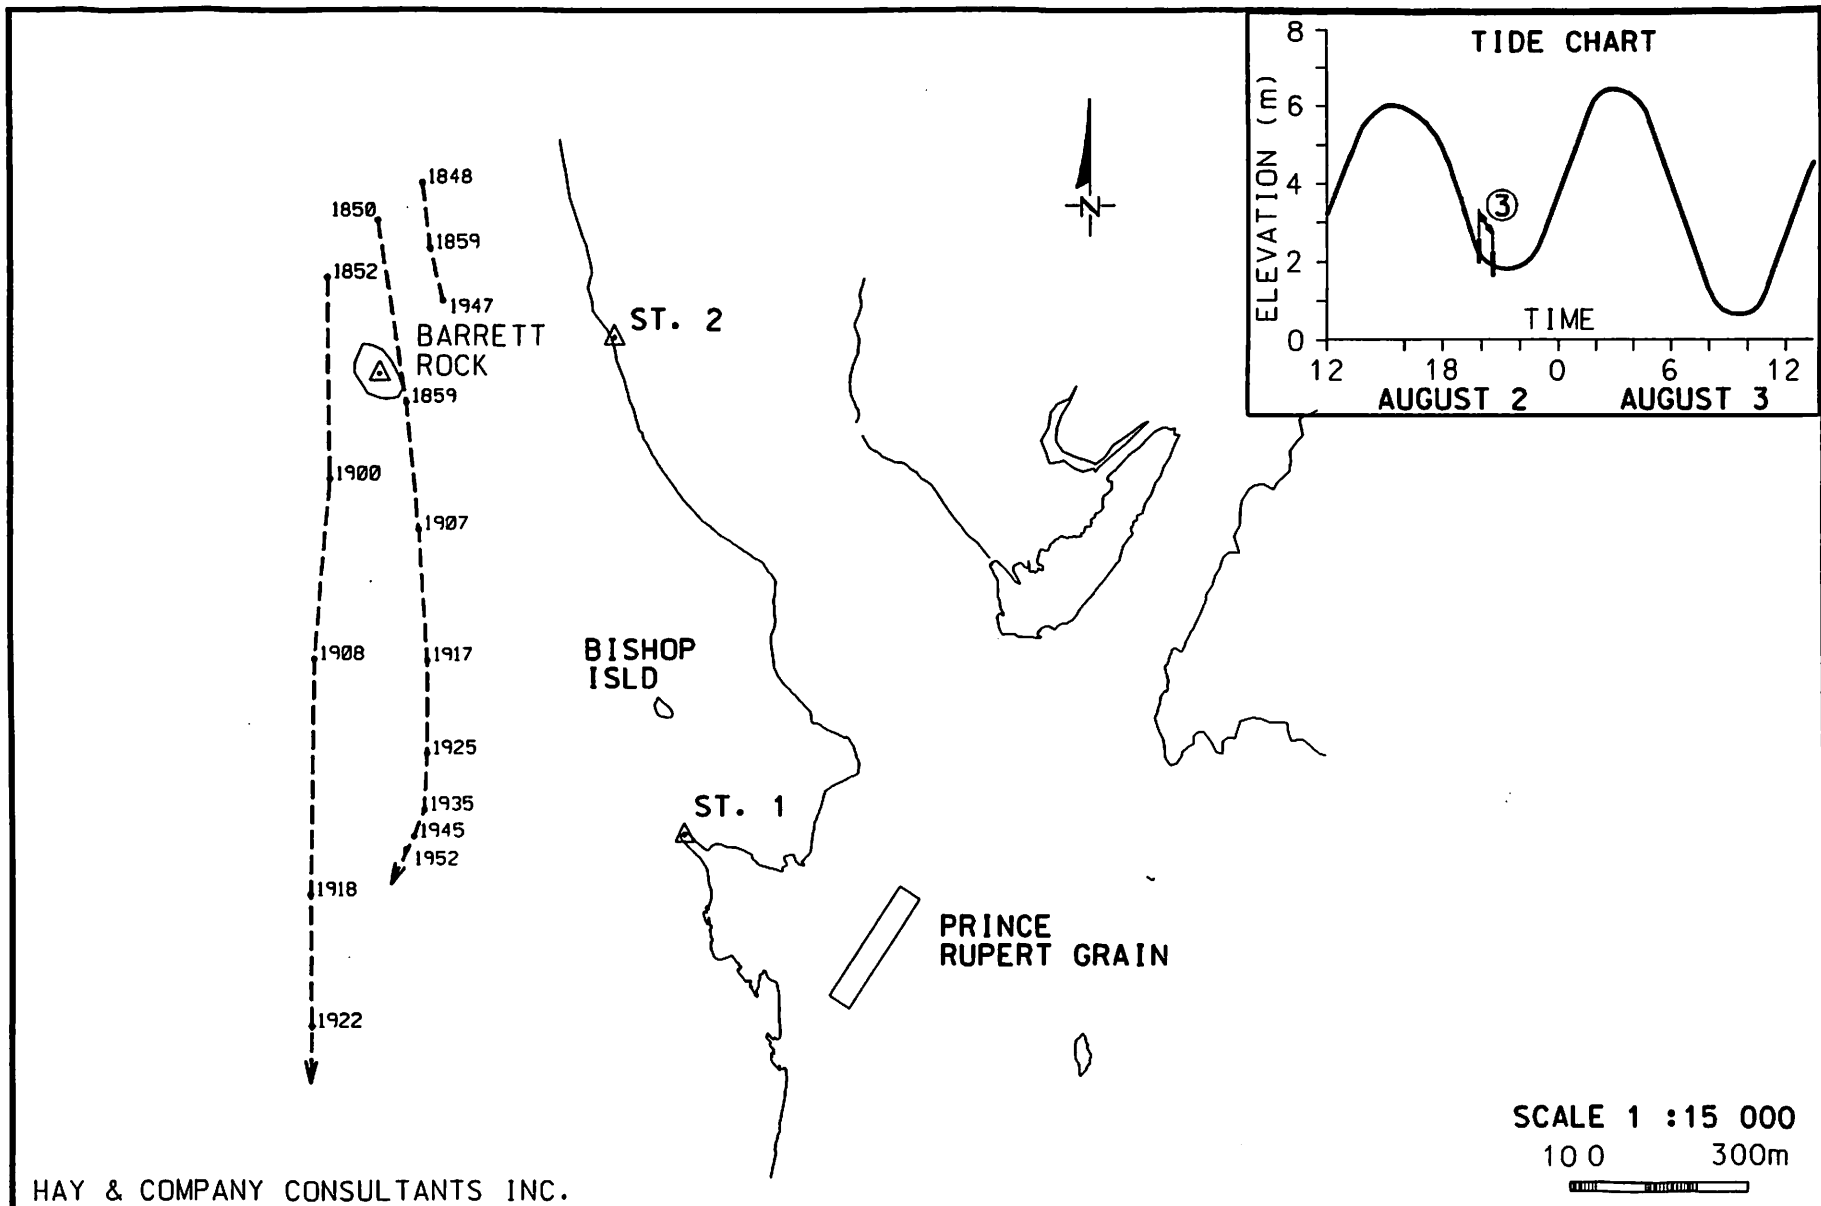 TIDE CHART
ELEVATION (m)
8
6
4
2
0
③
TIME
12 18 0 6 12
AUGUST 2 AUGUST 3
N
1848
1850
1859
1852
1947
BARRETT
ROCK
ST. 2
1859
1900
1907
1908
1917
BISHOP
ISLD
1925
1935
1945
1952
ST. 1
1918
PRINCE
RUPERT GRAIN
1922
SCALE 1 :15 000
10 0 300m
HAY & COMPANY CONSULTANTS INC.